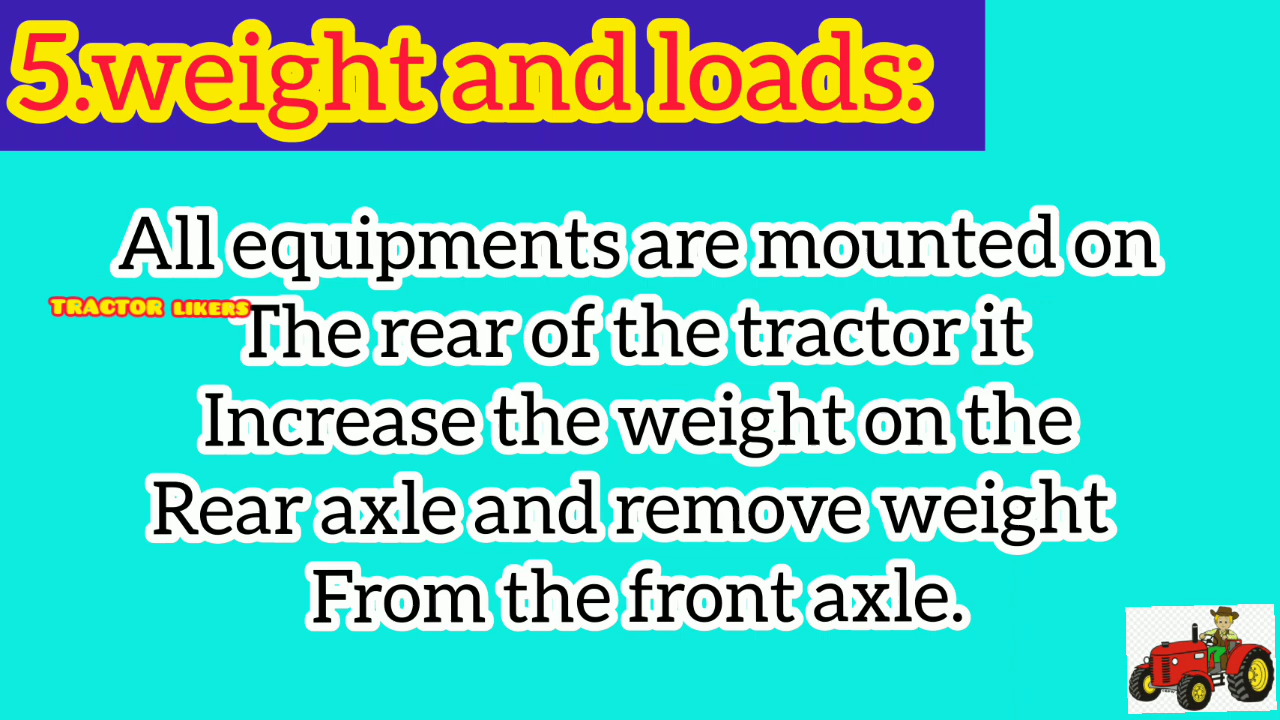 5.weight and loads:
All equipments are mounted on
TRACTOR LIKERS
The rear of the tractor it
Increase the weight on the
Rear axle and remove weight
From the front axle.